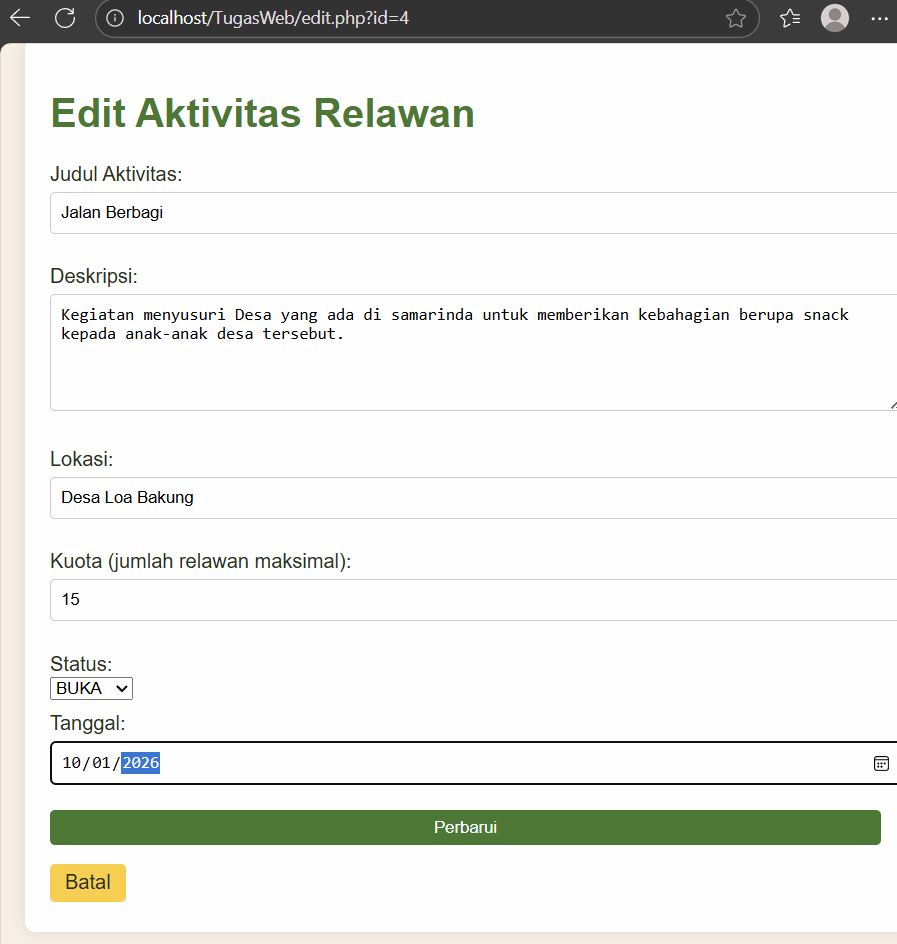 localhost/TugasWeb/edit.php?id=4
Edit Aktivitas Relawan
Judul Aktivitas:
Jalan Berbagi
Deskripsi:
Kegiatan menyusuri Desa yang ada di samarinda untuk memberikan kebahagian berupa snack
kepada anak-anak desa tersebut.
Lokasi:
Desa Loa Bakung
Kuota (jumlah relawan maksimal):
15
Status:
BUKA
Tanggal:
10/01/2026
Perbarui
Batal